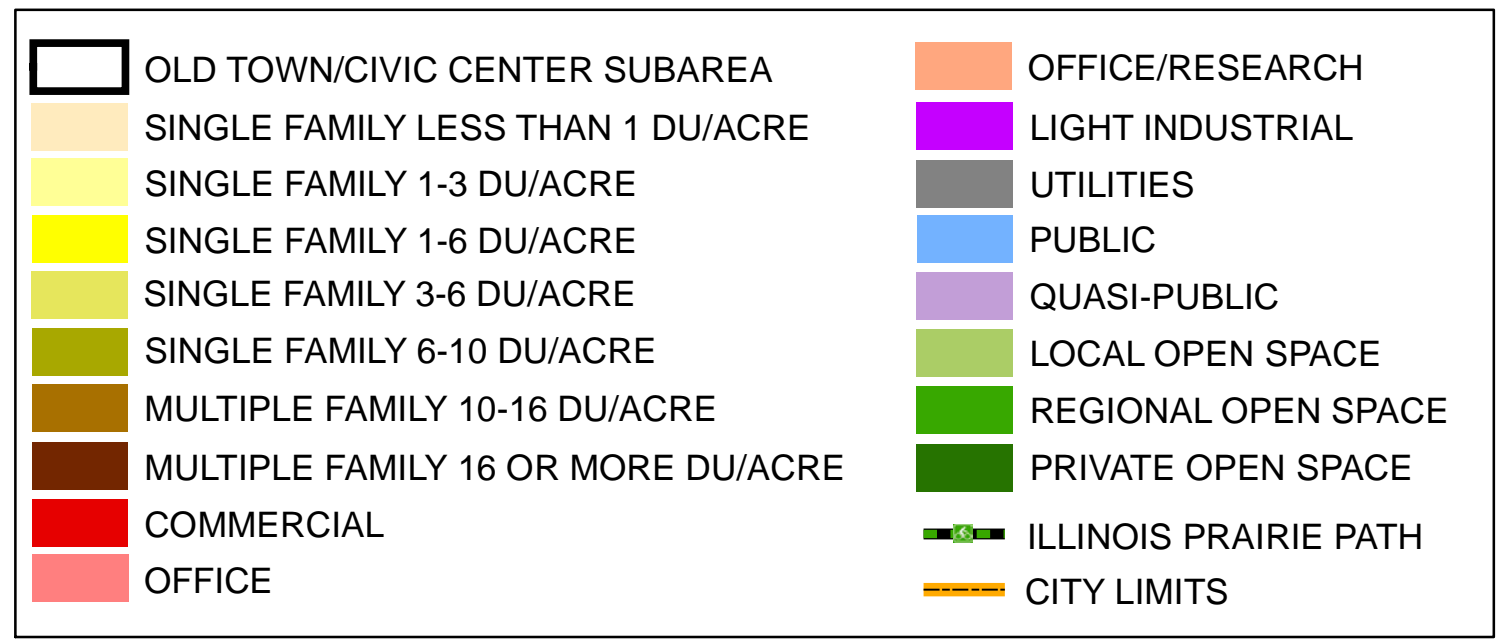 OLD TOWN/CIVIC CENTER SUBAREA
SINGLE FAMILY LESS THAN 1 DU/ACRE
SINGLE FAMILY 1-3 DU/ACRE
SINGLE FAMILY 1-6 DU/ACRE
SINGLE FAMILY 3-6 DU/ACRE
SINGLE FAMILY 6-10 DU/ACRE
MULTIPLE FAMILY 10-16 DU/ACRE
MULTIPLE FAMILY 16 OR MORE DU/ACRE
COMMERCIAL
OFFICE
OFFICE/RESEARCH
LIGHT INDUSTRIAL
UTILITIES
PUBLIC
QUASI-PUBLIC
LOCAL OPEN SPACE
REGIONAL OPEN SPACE
PRIVATE OPEN SPACE
ILLINOIS PRAIRIE PATH
CITY LIMITS